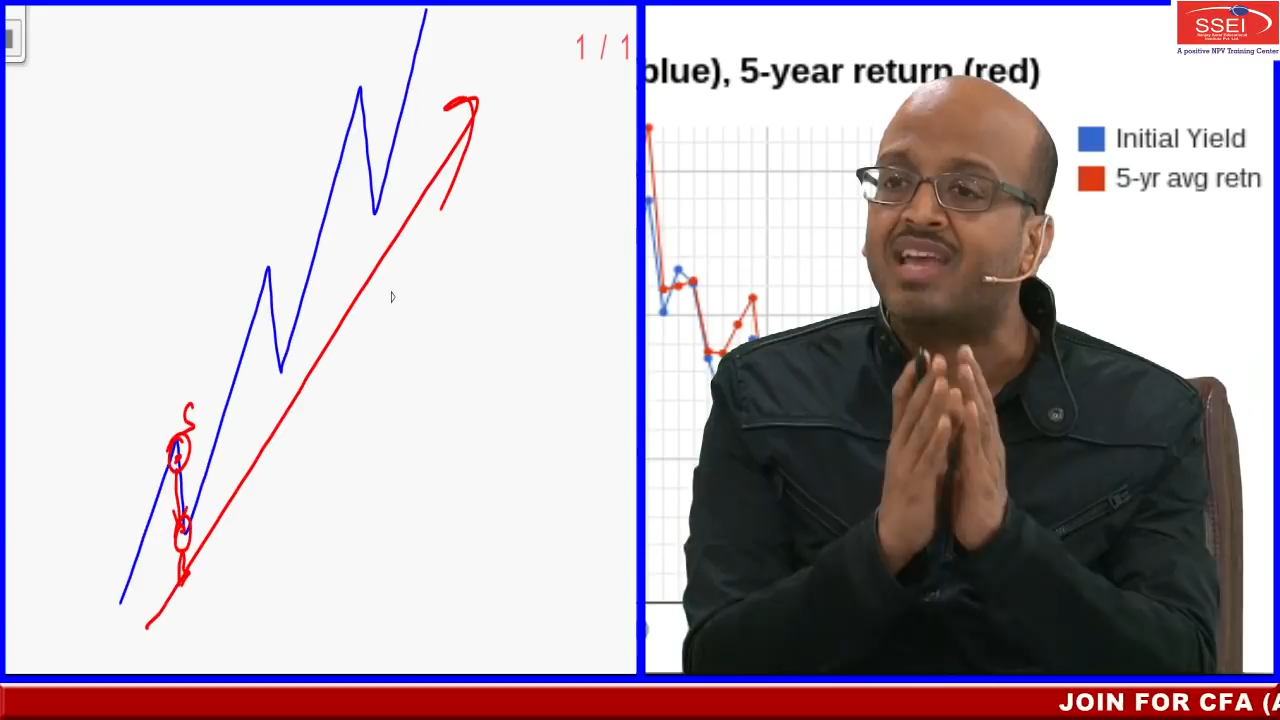 1 / 1
S
blue), 5-year return (red)
Initial Yield
5-yr avg retn
SSEI
A positive NPV Training Center
JOIN FOR CFA (